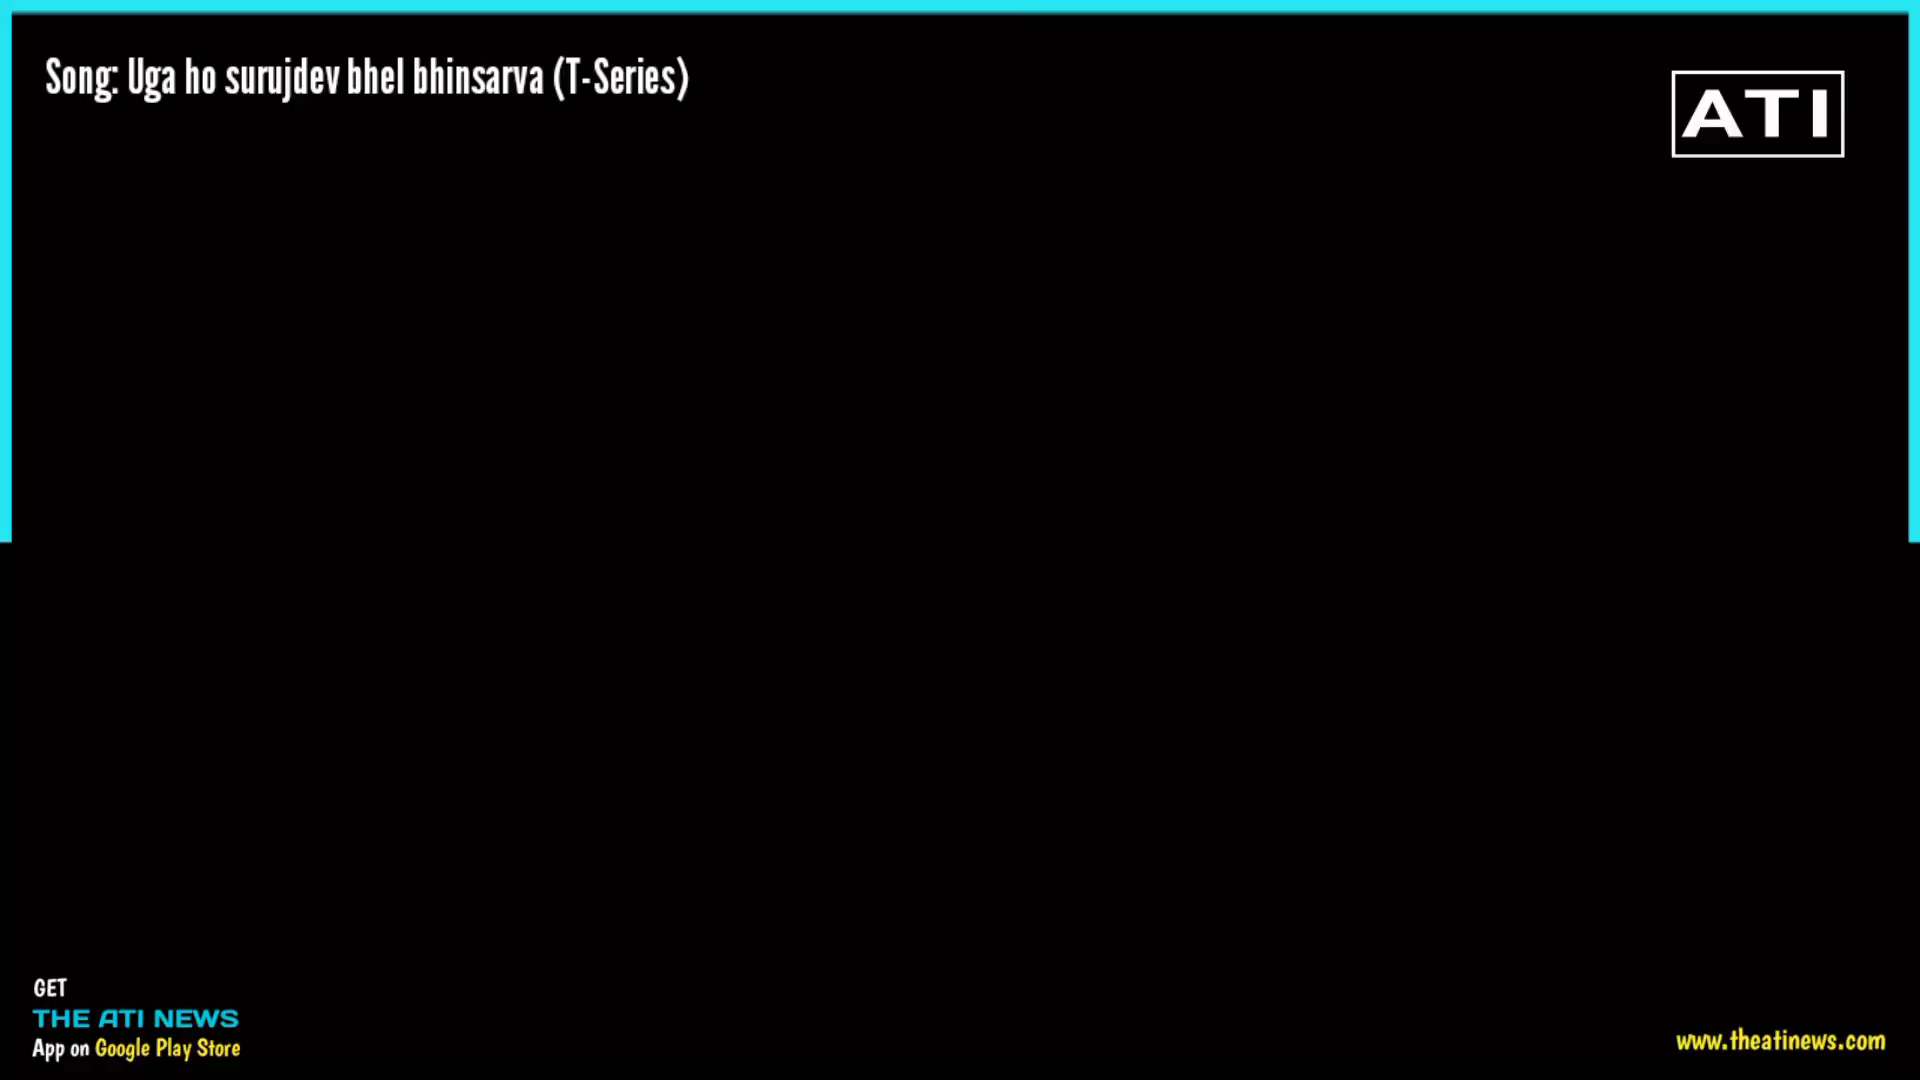 Song: Uga ho surujdev bhel bhinsarva (T-Series)
ATI
GET
THE ATI NEWS
App on Google Play Store
www.theatinews.com